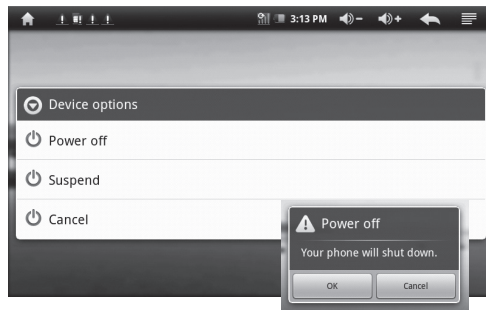 3:13 PM
Device options
Power off
Suspend
Cancel
Power off
Your phone will shut down.
OK
Cancel